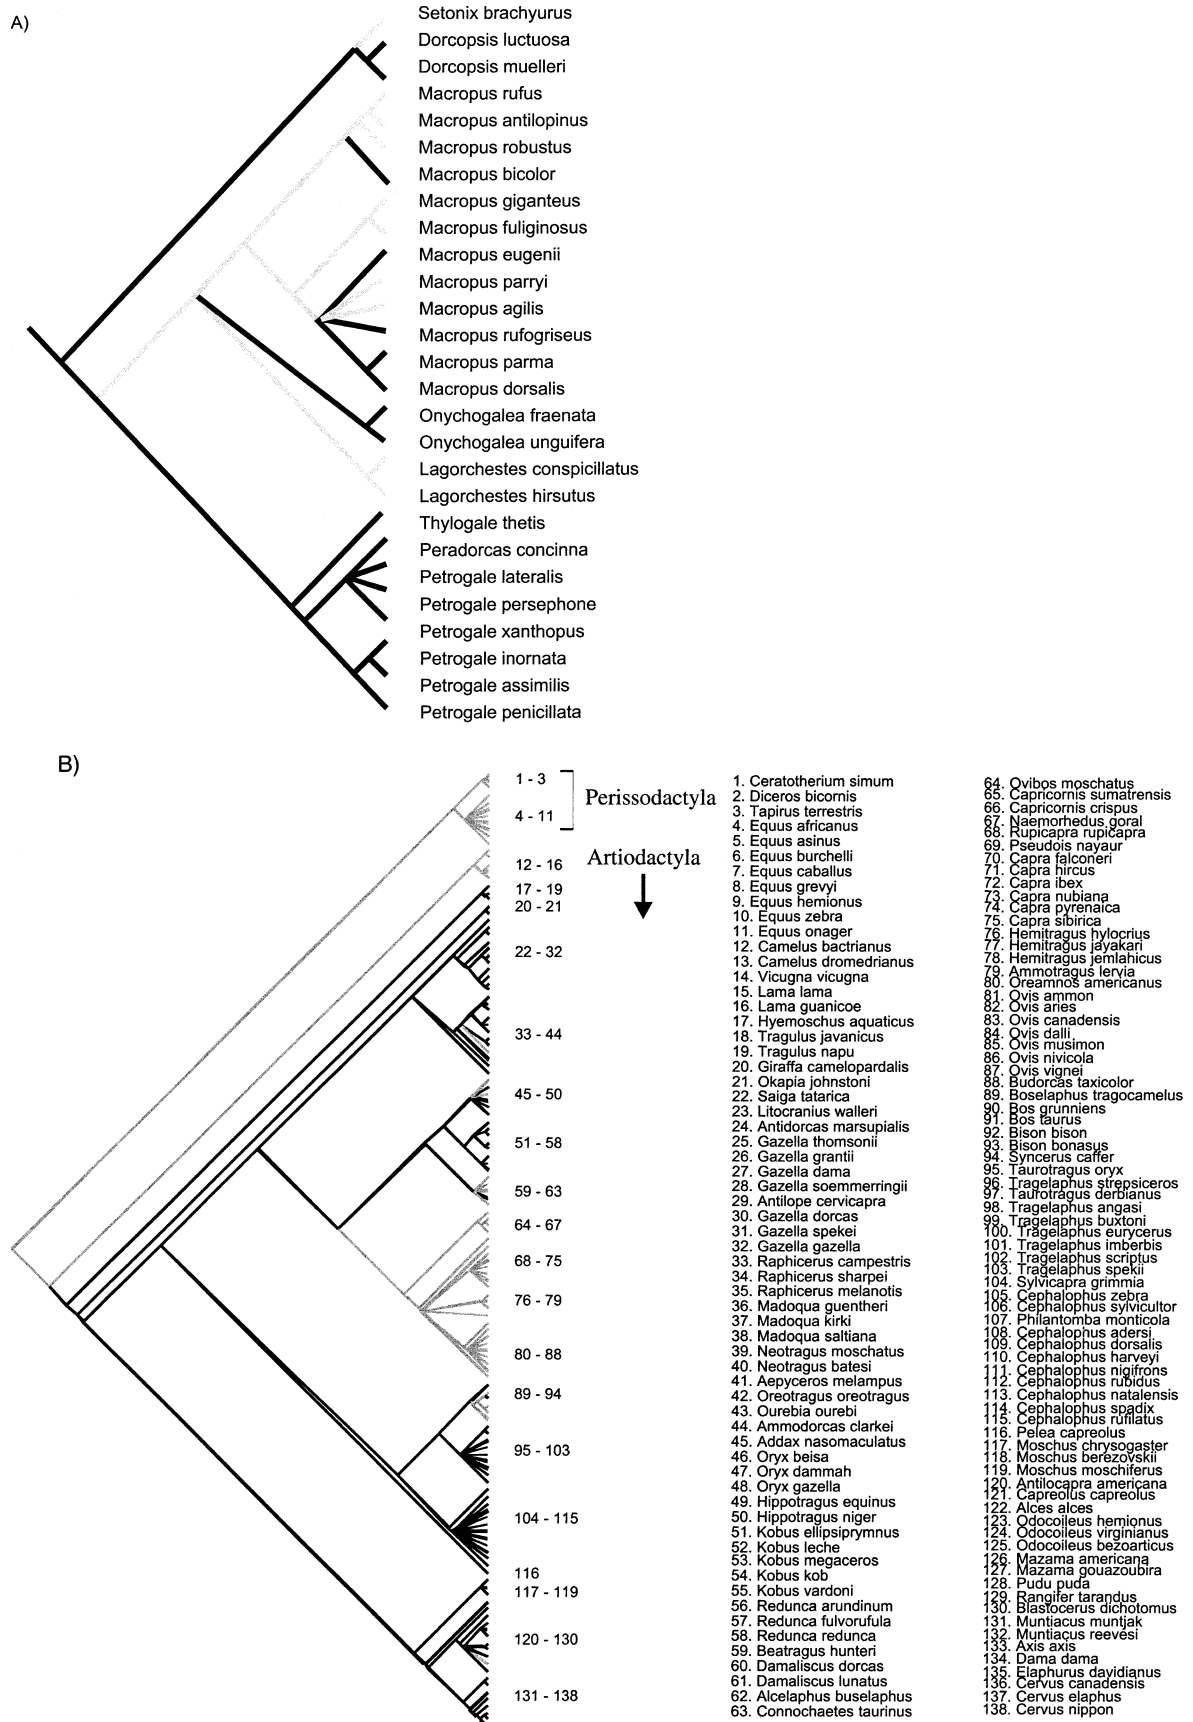 A)
Setonix brachyurus
Dorcopsis luctuosa
Dorcopsis muelleri
Macropus rufus
Macropus antilopinus
Macropus robustus
Macropus bicolor
Macropus giganteus
Macropus fuliginosus
Macropus eugenii
Macropus parryi
Macropus agilis
Macropus rufogriseus
Macropus parma
Macropus dorsalis
Onychogalea fraenata
Onychogalea unguifera
Lagorchestes conspicillatus
Lagorchestes hirsutus
Thylogale thetis
Peradorcas concinna
Petrogale lateralis
Petrogale persephone
Petrogale xanthopus
Petrogale inornata
Petrogale assimilis
Petrogale penicillata
B)
1 - 3
4 - 11
12 - 16
17 - 19
20 - 21
22 - 32
33 - 44
45 - 50
51 - 58
59 - 63
64 - 67
68 - 75
76 - 79
80 - 88
89 - 94
95 - 103
104 - 115
116
117 - 119
120 - 130
131 - 138
Perissodactyla
Artiodactyla
1. Ceratotherium simum
2. Diceros bicornis
3. Tapirus terrestris
4. Equus africanus
5. Equus asinus
6. Equus burchelli
7. Equus caballus
8. Equus grevyi
9. Equus hemionus
10. Equus zebra
11. Equus onager
12. Camelus bactrianus
13. Camelus dromedrianus
14. Vicugna vicugna
15. Lama lama
16. Lama guanicoe
17. Hyemoschus aquaticus
18. Tragulus javanicus
19. Tragulus napu
20. Giraffa camelopardalis
21. Okapia johnstoni
22. Saiga tatarica
23. Litocranius walleri
24. Antidorcas marsupialis
25. Gazella thomsonii
26. Gazella grantii
27. Gazella dama
28. Gazella soemmerringii
29. Antilope cervicapra
30. Gazella dorcas
31. Gazella spekei
32. Gazella gazella
33. Raphicerus campestris
34. Raphicerus sharpei
35. Raphicerus melanotis
36. Madoqua guentheri
37. Madoqua kirki
38. Madoqua saltiana
39. Neotragus moschatus
40. Neotragus batesi
41. Aepyceros melampus
42. Oreotragus oreotragus
43. Ourebia ourebi
44. Ammodorcas clarkei
45. Addax nasomaculatus
46. Oryx beisa
47. Oryx dammah
48. Oryx gazella
49. Hippotragus equinus
50. Hippotragus niger
51. Kobus ellipsiprymnus
52. Kobus leche
53. Kobus megaceros
54. Kobus kob
55. Kobus vardoni
56. Redunca arundinum
57. Redunca fulvorufula
58. Redunca redunca
59. Beatragus hunteri
60. Damaliscus dorcas
61. Damaliscus lunatus
62. Alcelaphus buselaphus
63. Connochaetes taurinus
64. Ovibos moschatus
65. Capricornis sumatrensis
66. Capricornis crispus
67. Naemorhedus goral
68. Rupicapra rupicapra
69. Pseudois nayaur
70. Capra falconeri
71. Capra hircus
72. Capra ibex
73. Capra nubiana
74. Capra pyrenaica
75. Capra sibirica
76. Hemitragus hylocrius
77. Hemitragus jayakari
78. Hemitragus jemlahicus
79. Ammotragus lervia
80. Oreamnos americanus
81. Ovis ammon
82. Ovis aries
83. Ovis canadensis
84. Ovis dalli
85. Ovis musimon
86. Ovis nivicola
87. Ovis vignei
88. Budorcas taxicolor
89. Boselaphus tragocamelus
90. Bos grunniens
91. Bos taurus
92. Bison bison
93. Bison bonasus
94. Syncerus caffer
95. Taurotragus oryx
96. Tragelaphus strepsiceros
97. Taurotragus derbianus
98. Tragelaphus angasi
99. Tragelaphus buxtoni
100. Tragelaphus eurycerus
101. Tragelaphus imberbis
102. Tragelaphus scriptus
103. Tragelaphus spekii
104. Sylvicapra grimmia
105. Cephalophus zebra
106. Cephalophus sylvicultor
107. Philantomba monticola
108. Cephalophus adersi
109. Cephalophus dorsalis
110. Cephalophus harveyi
111. Cephalophus nigifrons
112. Cephalophus rubidus
113. Cephalophus natalensis
114. Cephalophus spadix
115. Cephalophus rufilatus
116. Pelea capreolus
117. Moschus chrysogaster
118. Moschus berezovskii
119. Moschus moschiferus
120. Antilocapra americana
121. Capreolus capreolus
122. Alces alces
123. Odocoileus hemionus
124. Odocoileus virginianus
125. Odocoileus bezoarticus
126. Mazama americana
127. Mazama gouazoubira
128. Pudu puda
129. Rangifer tarandus
130. Blastocerus dichotomus
131. Muntiacus muntjak
132. Muntiacus reevesi
133. Axis axis
134. Dama dama
135. Elaphurus davidianus
136. Cervus canadensis
137. Cervus elaphus
138. Cervus nippon